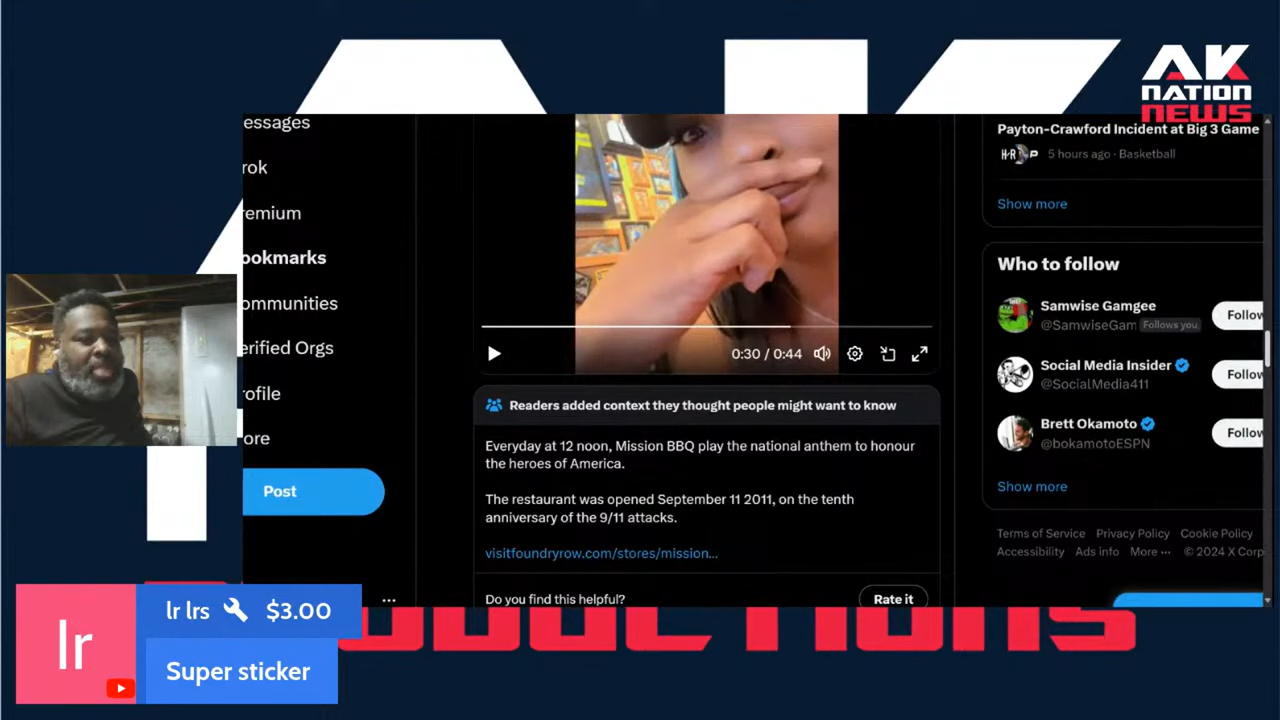 AK
NATION
NEWS
essages
rok
remium
ookmarks
ommunities
erified Orgs
rofile
ore
Post
0:30 / 0:44
Readers added context they thought people might want to know
Everyday at 12 noon, Mission BBQ play the national anthem to honour
the heroes of America.
The restaurant was opened September 11 2011, on the tenth
anniversary of the 9/11 attacks.
visitfoundryrow.com/stores/mission...
Do you find this helpful?
Rate it
Payton-Crawford Incident at Big 3 Game
5 hours ago · Basketball
Show more
Who to follow
Samwise Gamgee
@SamwiseGam Follows you
Follow
Social Media Insider
@SocialMedia411
Follow
Brett Okamoto
@bokamotoESPN
Follow
Show more
Terms of Service Privacy Policy Cookie Policy
Accessibility Ads info More ··· © 2024 X Corp
lr
lr lrs $3.00
Super sticker